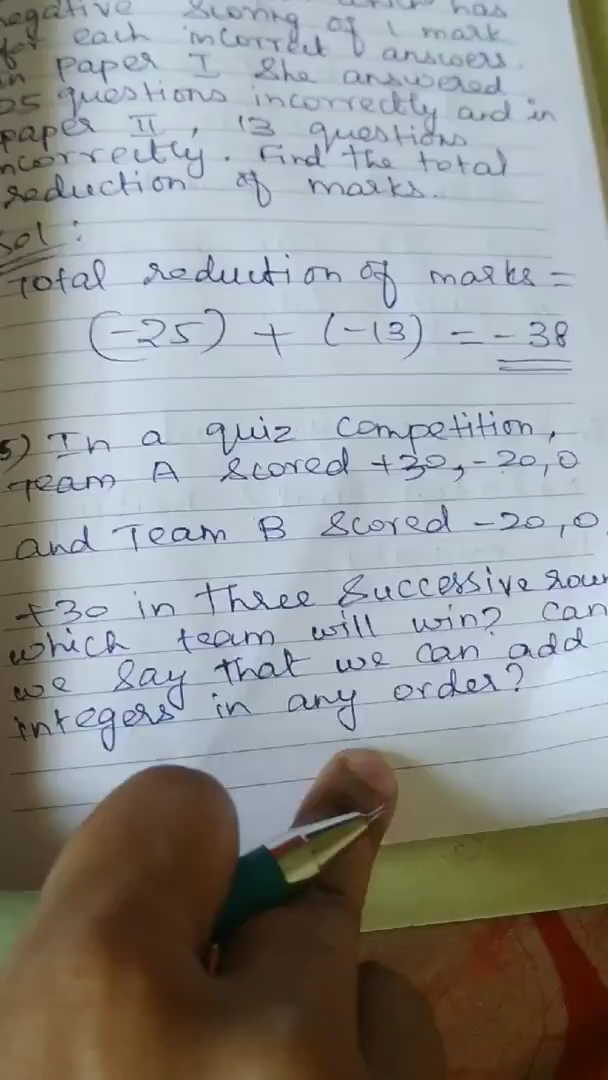 negative scoring of 1 mark
for each incorrect answers.
in paper I she answered
25 questions incorrectly and in
paper II, 13 questions
incorrectly. Find the total
reduction of marks.
Sol:
Total reduction of marks =
(-25) + (-13) = -38
5) In a quiz competition,
Team A scored +30, -20, 0
and Team B scored -20, 0
+30 in three successive roun
which team will win? can
we say that we can add
integers in any order?